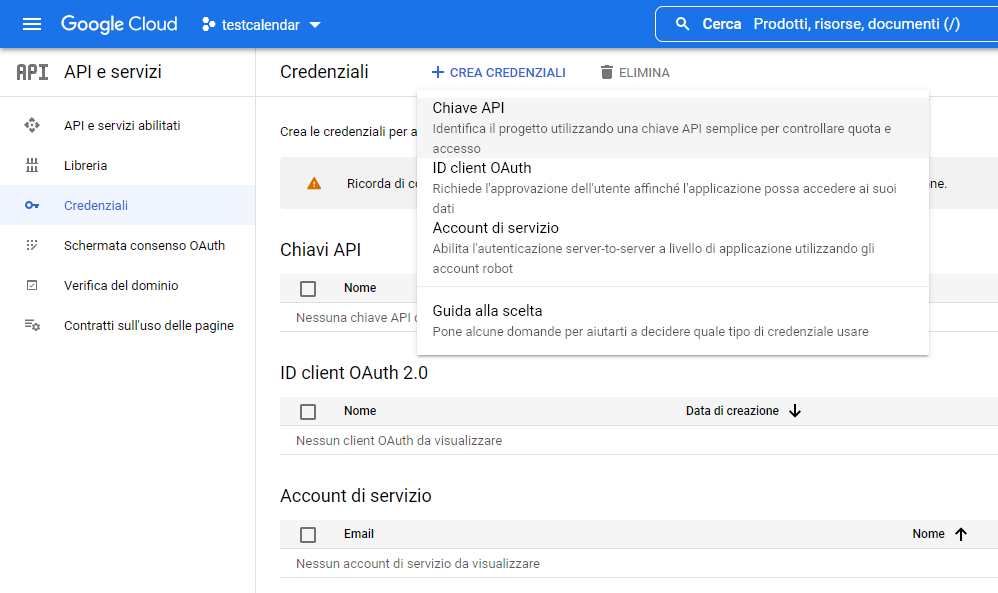 Google Cloud
testcalendar
Cerca Prodotti, risorse, documenti (/)
API API e servizi
API e servizi abilitati
Libreria
Credenziali
Schermata consenso OAuth
Verifica del dominio
Contratti sull'uso delle pagine
Credenziali
+ CREA CREDENZIALI
ELIMINA
Crea le credenziali per a
Ricorda di co
ne.
Chiave API
Identifica il progetto utilizzando una chiave API semplice per controllare quota e
accesso
ID client OAuth
Richiede l'approvazione dell'utente affinché l'applicazione possa accedere ai suoi
dati
Account di servizio
Abilita l'autenticazione server-to-server a livello di applicazione utilizzando gli
account robot
Guida alla scelta
Pone alcune domande per aiutarti a decidere quale tipo di credenziale usare
Chiavi API
Nome
Nessuna chiave API
ID client OAuth 2.0
Nome Data di creazione
Nessun client OAuth da visualizzare
Account di servizio
Email Nome
Nessun account di servizio da visualizzare